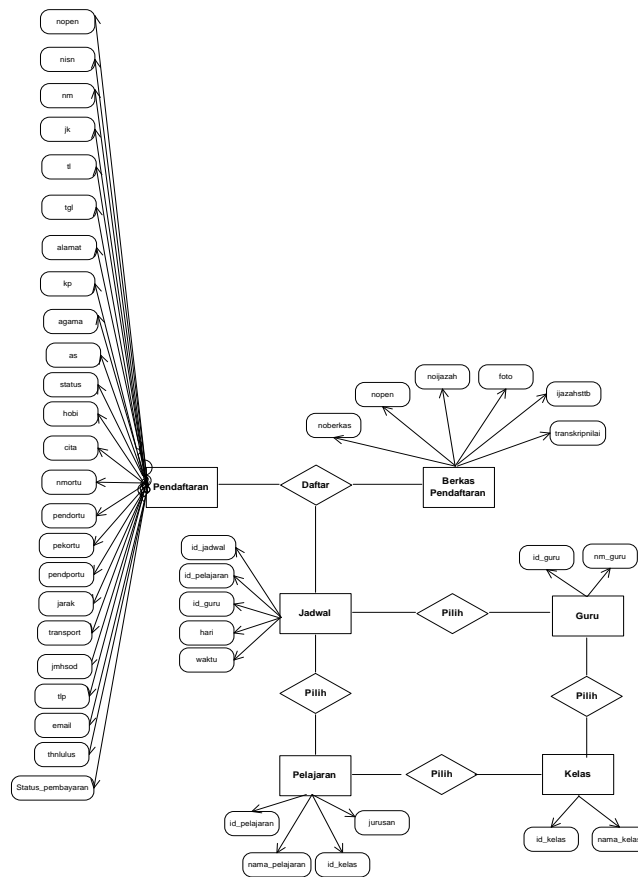 nopen
nisn
nm
jk
tl
tgl
alamat
kp
agama
as
status
hobi
cita
nmortu
pendortu
pekortu
pendportu
jarak
transport
jmhsod
tlp
email
thnlulus
Status_pembayaran
Pendaftaran
Daftar
noberkas
nopen
noijazah
foto
ijazahsttb
transkripnilai
Berkas
Pendaftaran
id_jadwal
id_pelajaran
id_guru
hari
waktu
Jadwal
Pilih
id_guru
nm_guru
Guru
Pilih
Pilih
Pelajaran
Pilih
Kelas
id_pelajaran
nama_pelajaran
id_kelas
jurusan
id_kelas
nama_kelas